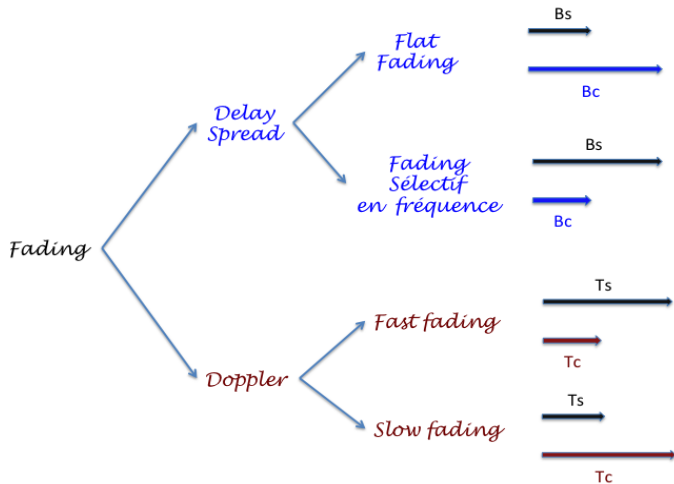 Bs
Flat
Fading
Bc
Delay
Spread
Bs
Fading
Sélectif
en fréquence
Bc
Fading
Ts
Fast fading
Tc
Doppler
Ts
Slow fading
Tc